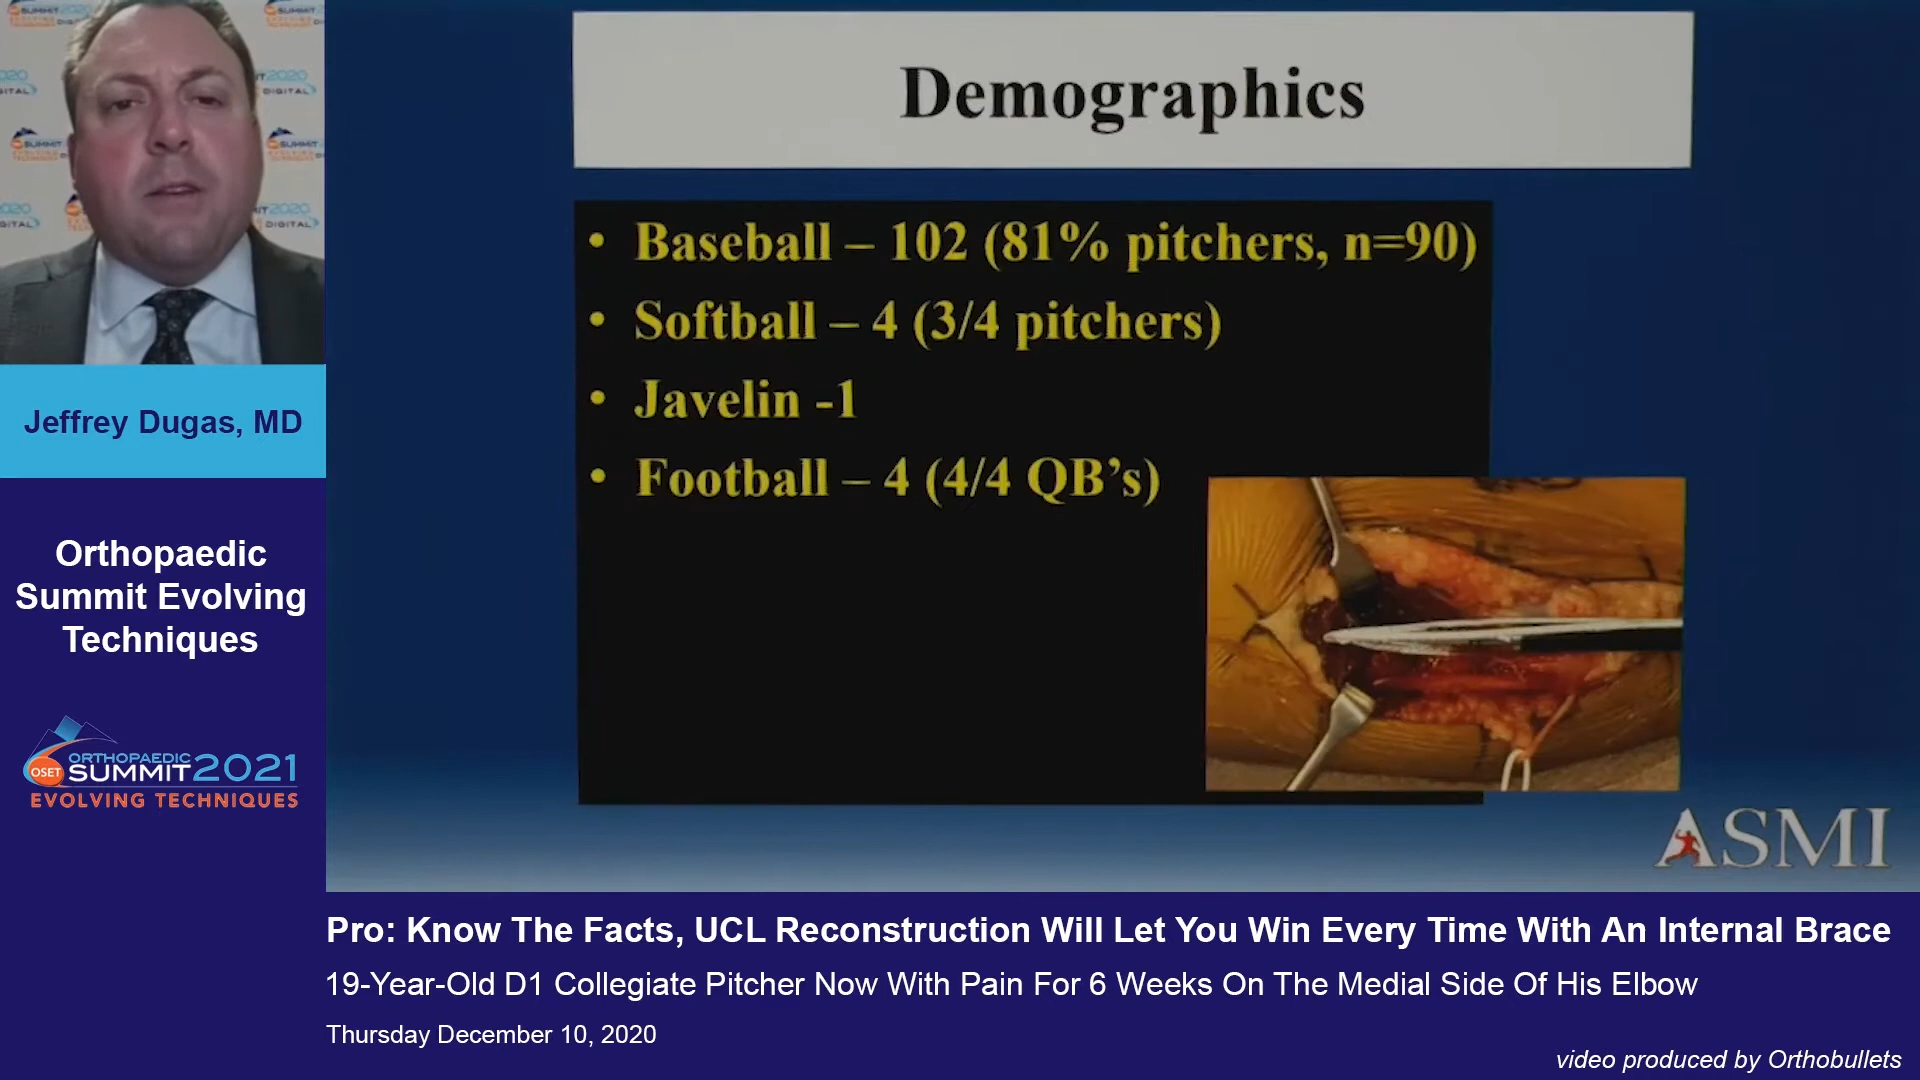 Demographics
• Baseball – 102 (81% pitchers, n=90)
• Softball – 4 (3/4 pitchers)
• Javelin -1
• Football – 4 (4/4 QB's)
ASMI
Jeffrey Dugas, MD
Orthopaedic
Summit Evolving
Techniques
OSET
ORTHOPAEDIC
SUMMIT 2021
EVOLVING TECHNIQUES
Pro: Know The Facts, UCL Reconstruction Will Let You Win Every Time With An Internal Brace
19-Year-Old D1 Collegiate Pitcher Now With Pain For 6 Weeks On The Medial Side Of His Elbow
Thursday December 10, 2020
video produced by Orthobullets